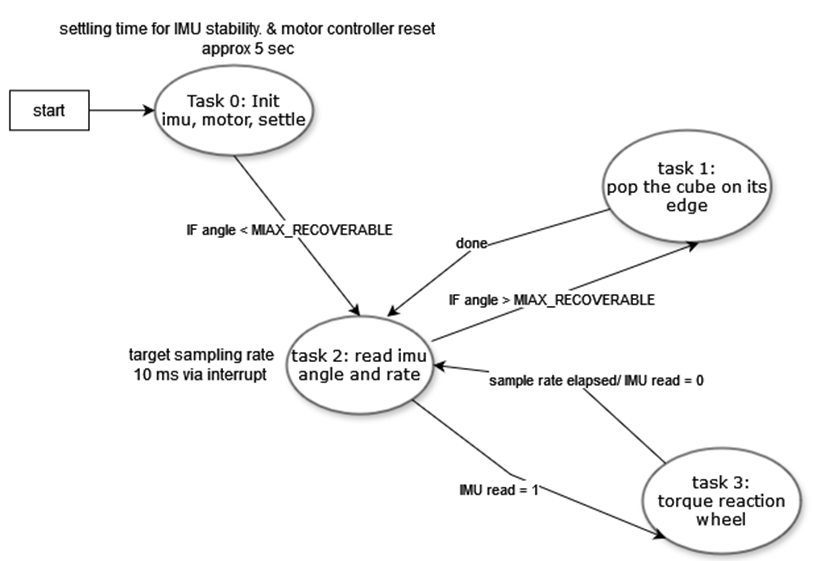 settling time for IMU stability. & motor controller reset
approx 5 sec
start
Task 0: Init
imu, motor, settle
task 1:
pop the cube on its
edge
IF angle < MIAX_RECOVERABLE
done
IF angle > MIAX_RECOVERABLE
target sampling rate
10 ms via interrupt
task 2: read imu
angle and rate
sample rate elapsed/ IMU read = 0
IMU read = 1
task 3:
torque reaction
wheel